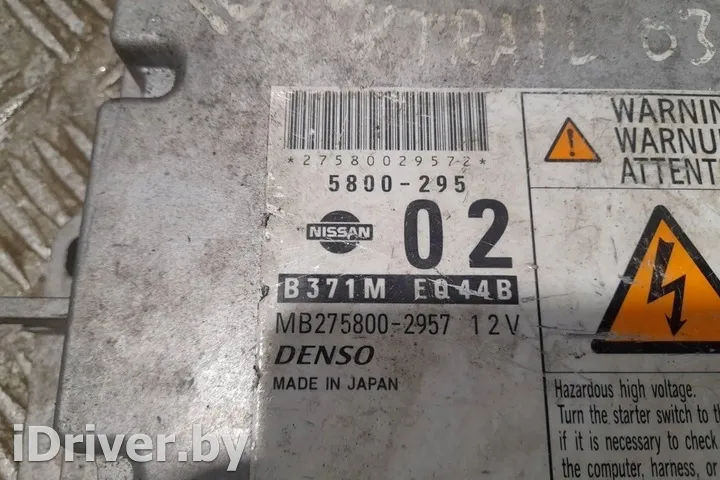 XTRAIL 03
*2758002957-2*
5800-295
NISSAN
02
B371M EQ44B
MB275800-2957 12V
DENSO
MADE IN JAPAN
WARNIN
WARNU
ATTENT
Hazardous high voltage.
Turn the starter switch to th
if it is necessary to check
the computer, harness, or
iDriver.by